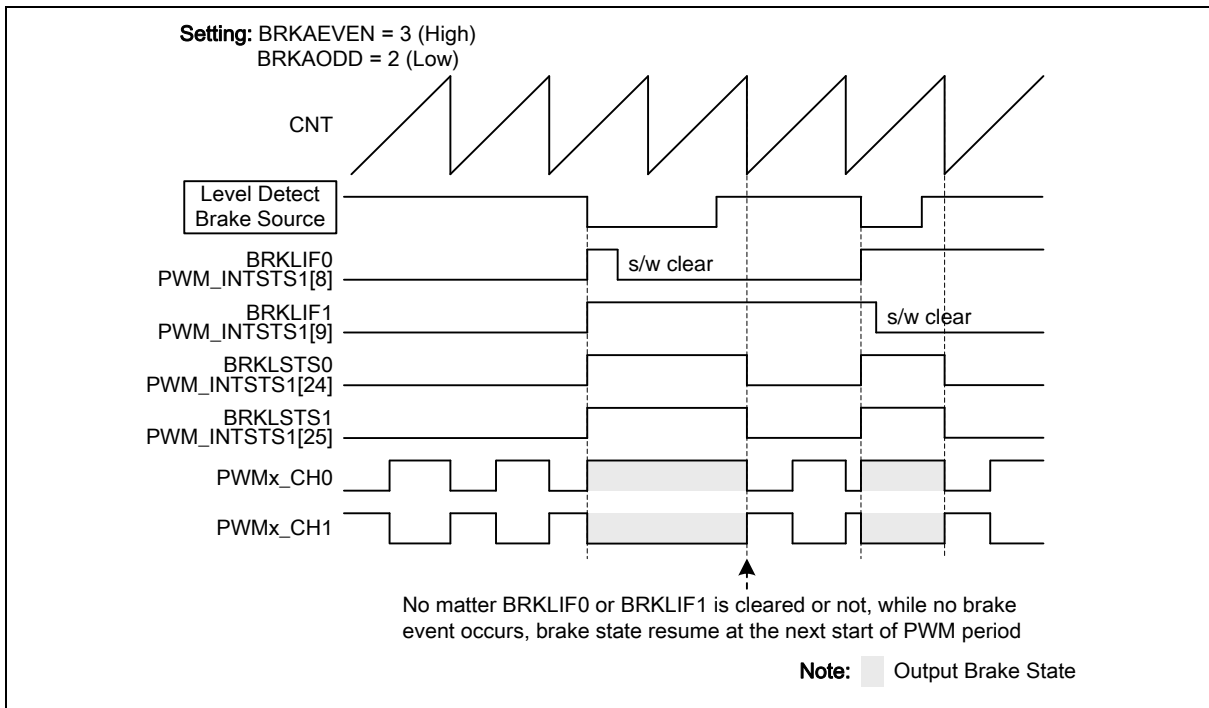 Setting: BRKAEVEN = 3 (High)
BRKAODD = 2 (Low)
CNT
Level Detect
Brake Source
BRKLIF0
PWM_INTSTS1[8]
s/w clear
BRKLIF1
PWM_INTSTS1[9]
s/w clear
BRKLSTS0
PWM_INTSTS1[24]
BRKLSTS1
PWM_INTSTS1[25]
PWMx_CH0
PWMx_CH1
No matter BRKLIF0 or BRKLIF1 is cleared or not, while no brake
event occurs, brake state resume at the next start of PWM period
Note: Output Brake State